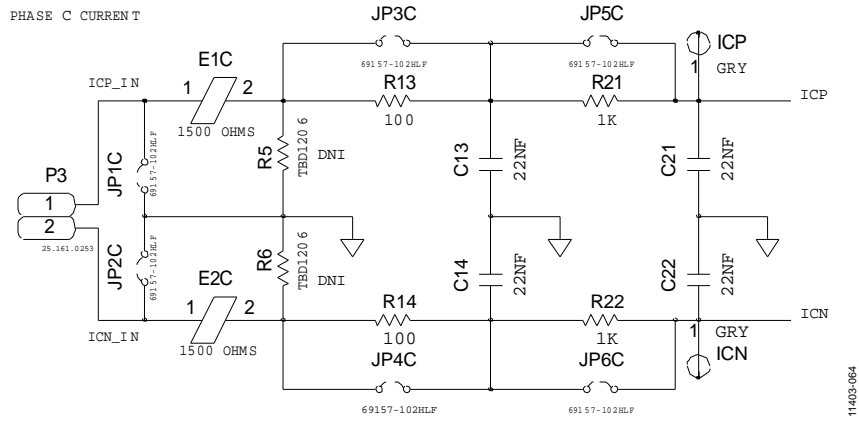 PHASE C CURRENT
JP3C
JP5C
ICP
69157-102HLF
69157-102HLF
1 GRY
E1C
ICP_IN
1 2
R13
R21
ICP
1500 OHMS
100
1K
JP1C
69157-102HLF
R5
TBD1206
DNI
C13
22NF
C21
22NF
P3
1
2
25.161.0253
JP2C
69157-102HLF
R6
TBD1206
DNI
C14
22NF
C22
22NF
E2C
1 2
R14
R22
ICN
ICN_IN
1500 OHMS
100
1K
1 GRY
ICN
JP4C
JP6C
69157-102HLF
69157-102HLF
11403-064